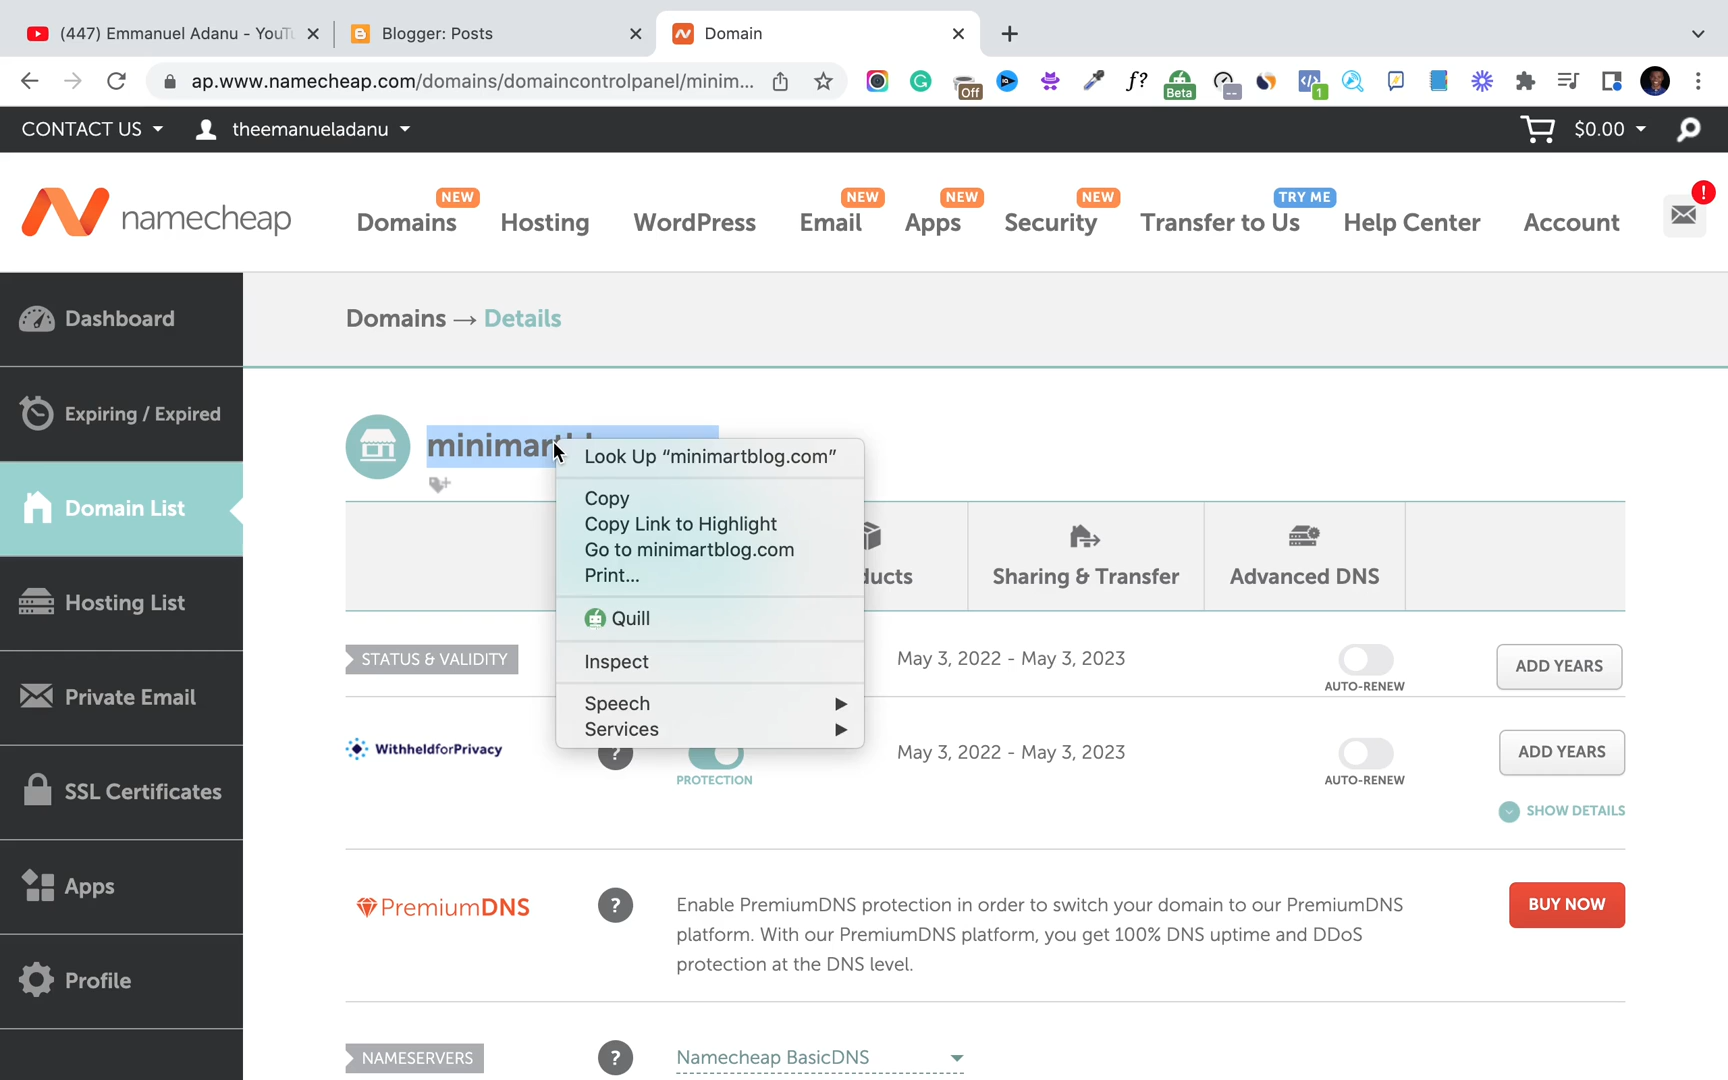 (447) Emmanuel Adanu - YouTu
Blogger: Posts
Domain
ap.www.namecheap.com/domains/domaincontrolpanel/minim...
Off
f?
Beta
--
1
CONTACT US
theemanueladanu
$0.00
namecheap
Domains
NEW
Hosting
WordPress
Email
NEW
Apps
NEW
Security
NEW
Transfer to Us
TRY ME
Help Center
Account
!
Dashboard
Expiring / Expired
Domain List
Hosting List
Private Email
SSL Certificates
Apps
Profile
Domains → Details
Look Up “minimartblog.com”
Copy
Copy Link to Highlight
Go to minimartblog.com
Print...
Quill
Inspect
Speech
Services
Sharing & Transfer
Advanced DNS
STATUS & VALIDITY
May 3, 2022 - May 3, 2023
AUTO-RENEW
ADD YEARS
WithheldforPrivacy
?
PROTECTION
May 3, 2022 - May 3, 2023
AUTO-RENEW
ADD YEARS
SHOW DETAILS
PremiumDNS
?
Enable PremiumDNS protection in order to switch your domain to our PremiumDNS
platform. With our PremiumDNS platform, you get 100% DNS uptime and DDoS
protection at the DNS level.
BUY NOW
NAMESERVERS
?
Namecheap BasicDNS